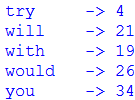 try    -> 4
will   -> 21
with   -> 19
would  -> 26
you    -> 34